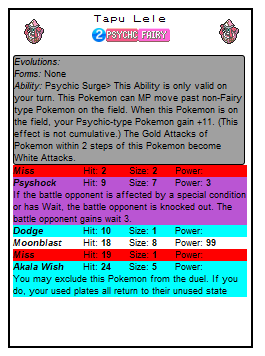 Tapu Lele
2 PSYCHC FAIRY
Evolutions:
Forms: None
Ability: Psychic Surge> This Ability is only valid on
your turn. This Pokemon can MP move past non-Fairy
type Pokemon on the field. When this Pokemon is on
the field, your Psychic-type Pokemon gain +11. (This
effect is not cumulative.) The Gold Attacks of
Pokemon within 2 steps of this Pokemon become
White Attacks.
Miss Hit: 2 Size: 2 Power:
Psyshock Hit: 9 Size: 7 Power: 3
If the battle opponent is affected by a special condition
or has Wait, the battle opponent is knocked out. The
battle opponent gains wait 3.
Dodge Hit: 10 Size: 1 Power:
Moonblast Hit: 18 Size: 8 Power: 99
Miss Hit: 19 Size: 1 Power:
Akala Wish Hit: 24 Size: 5 Power:
You may exclude this Pokemon from the duel. If you
do, your used plates all return to their unused state